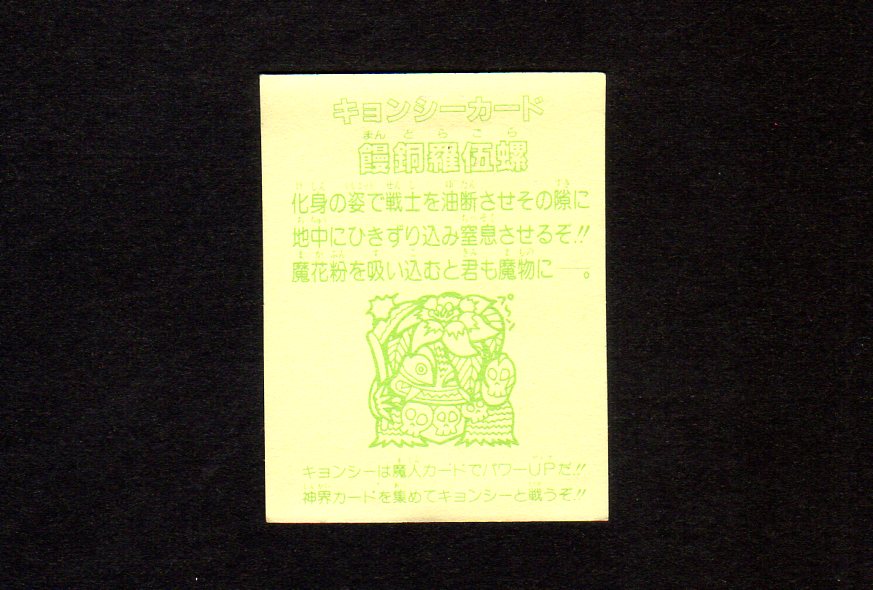 キョンシーカード
まんどらごら
饅銅羅伍螺
化身の姿で戦士を油断させその隙に
地中にひきずり込み窒息させるぞ!!
魔花粉を吸い込むと君も魔物に──。
プ〜ン
キョンシーは魔人カードでパワーUPだ!!
神界カードを集めてキョンシーと戦うぞ!!